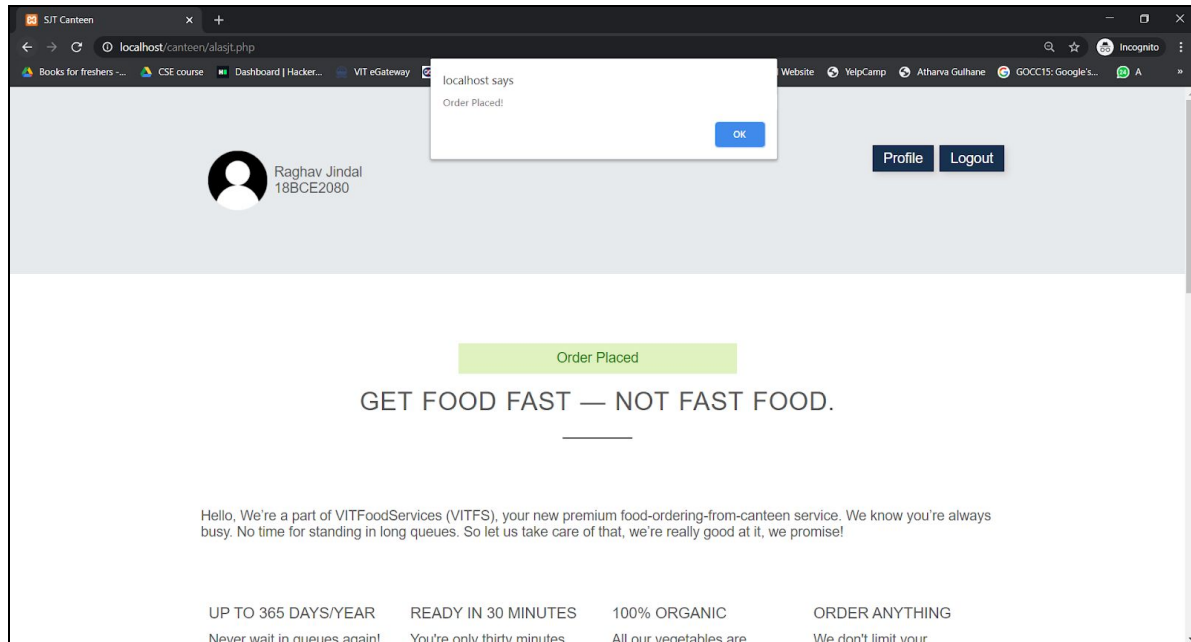 SJT Canteen
localhost/canteen/alasjt.php
Incognito
Books for freshers -...
CSE course
Dashboard | Hacker...
VIT eGateway
Website
YelpCamp
Atharva Gulhane
GOCC15: Google's...
A
localhost says
Order Placed!
OK
Raghav Jindal
18BCE2080
Profile
Logout
Order Placed
GET FOOD FAST — NOT FAST FOOD.
Hello, We're a part of VITFoodServices (VITFS), your new premium food-ordering-from-canteen service. We know you're always
busy. No time for standing in long queues. So let us take care of that, we're really good at it, we promise!
UP TO 365 DAYS/YEAR
READY IN 30 MINUTES
100% ORGANIC
ORDER ANYTHING
Never wait in queues again!
You're only thirty minutes
All our vegetables are
We don't limit your